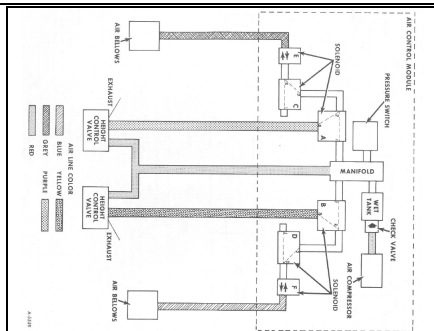 AIR CONTROL MODULE
PRESSURE SWITCH
MANIFOLD
WET
TANK
CHECK VALVE
AIR COMPRESSOR
SOLENOID
E
C
A
B
D
F
SOLENOID
AIR BELLOWS
EXHAUST
HEIGHT
CONTROL
VALVE
HEIGHT
CONTROL
VALVE
EXHAUST
AIR BELLOWS
AIR LINE COLOR
BLUE
YELLOW
GREY
PURPLE
RED